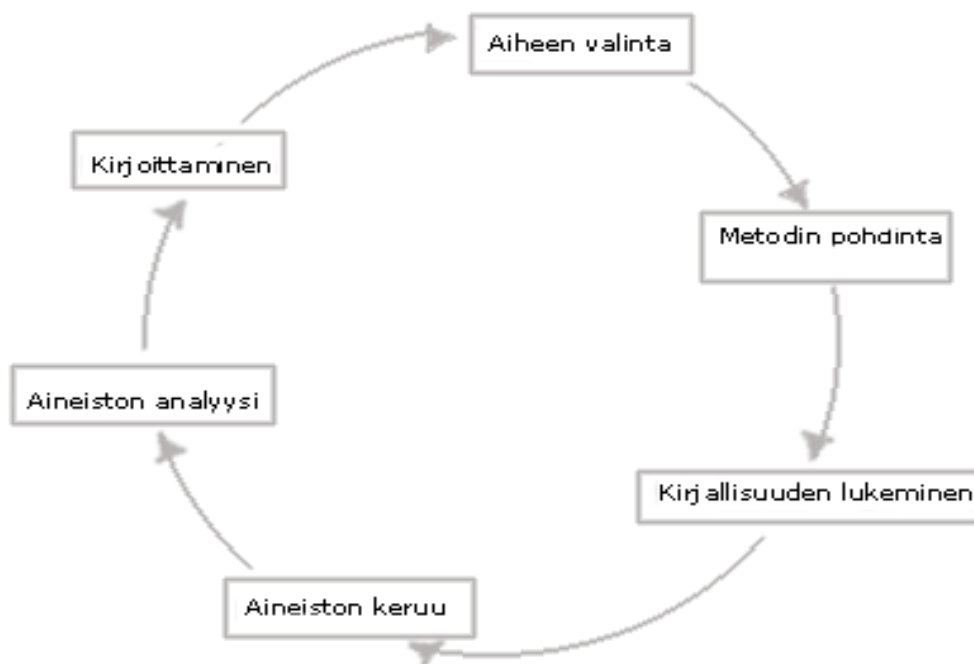 Aiheen valinta
Metodin pohdinta
Kirjallisuuden lukeminen
Aineiston keruu
Aineiston analyysi
Kirjoittaminen